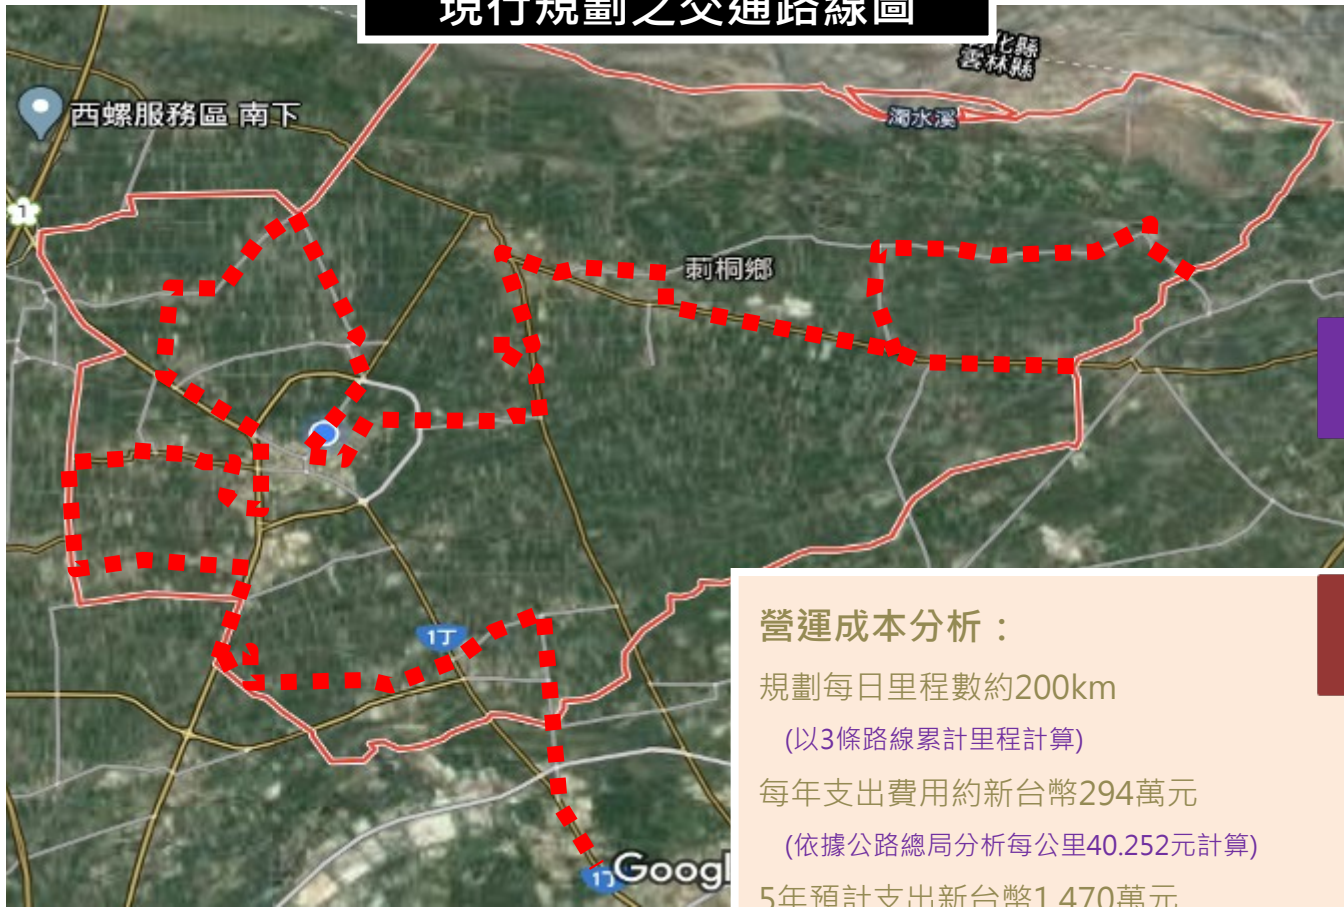 現行規劃之交通路線圖
化縣
雲林縣
西螺服務區 南下
濁水溪
1
莿桐鄉
1丁
營運成本分析：
規劃每日里程數約200km
(以3條路線累計里程計算)
每年支出費用約新台幣294萬元
(依據公路總局分析每公里40.252元計算)
5年預計支出新台幣1,470萬元
1丁
Googl